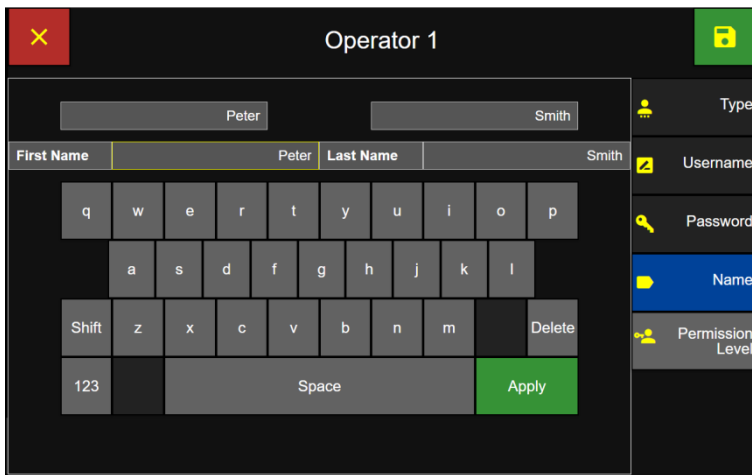 Operator 1
Peter Smith
First Name Peter Last Name Smith
q w e r t y u i o p
a s d f g h j k l
Shift z x c v b n m Delete
123 Space Apply
Type
Username
Password
Name
Permission
Level